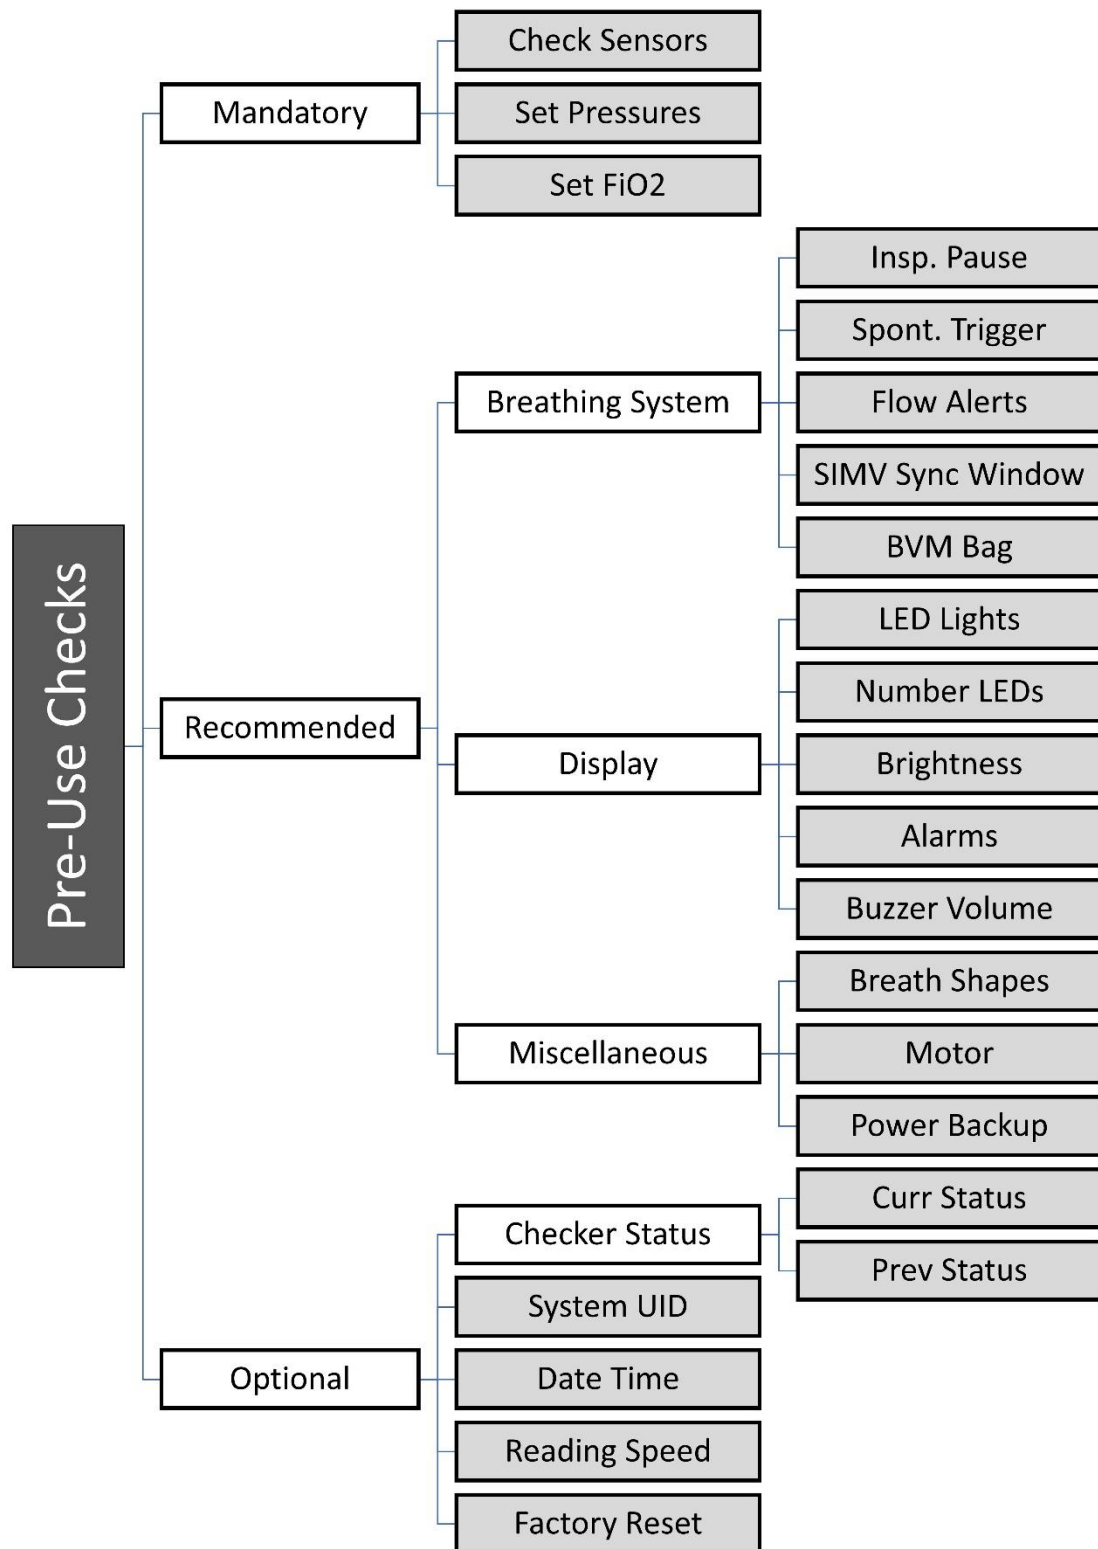 Pre-Use Checks
Mandatory
Check Sensors
Set Pressures
Set FiO2
Recommended
Breathing System
Insp. Pause
Spont. Trigger
Flow Alerts
SIMV Sync Window
BVM Bag
Display
LED Lights
Number LEDs
Brightness
Alarms
Buzzer Volume
Miscellaneous
Breath Shapes
Motor
Power Backup
Optional
Checker Status
Curr Status
Prev Status
System UID
Date Time
Reading Speed
Factory Reset